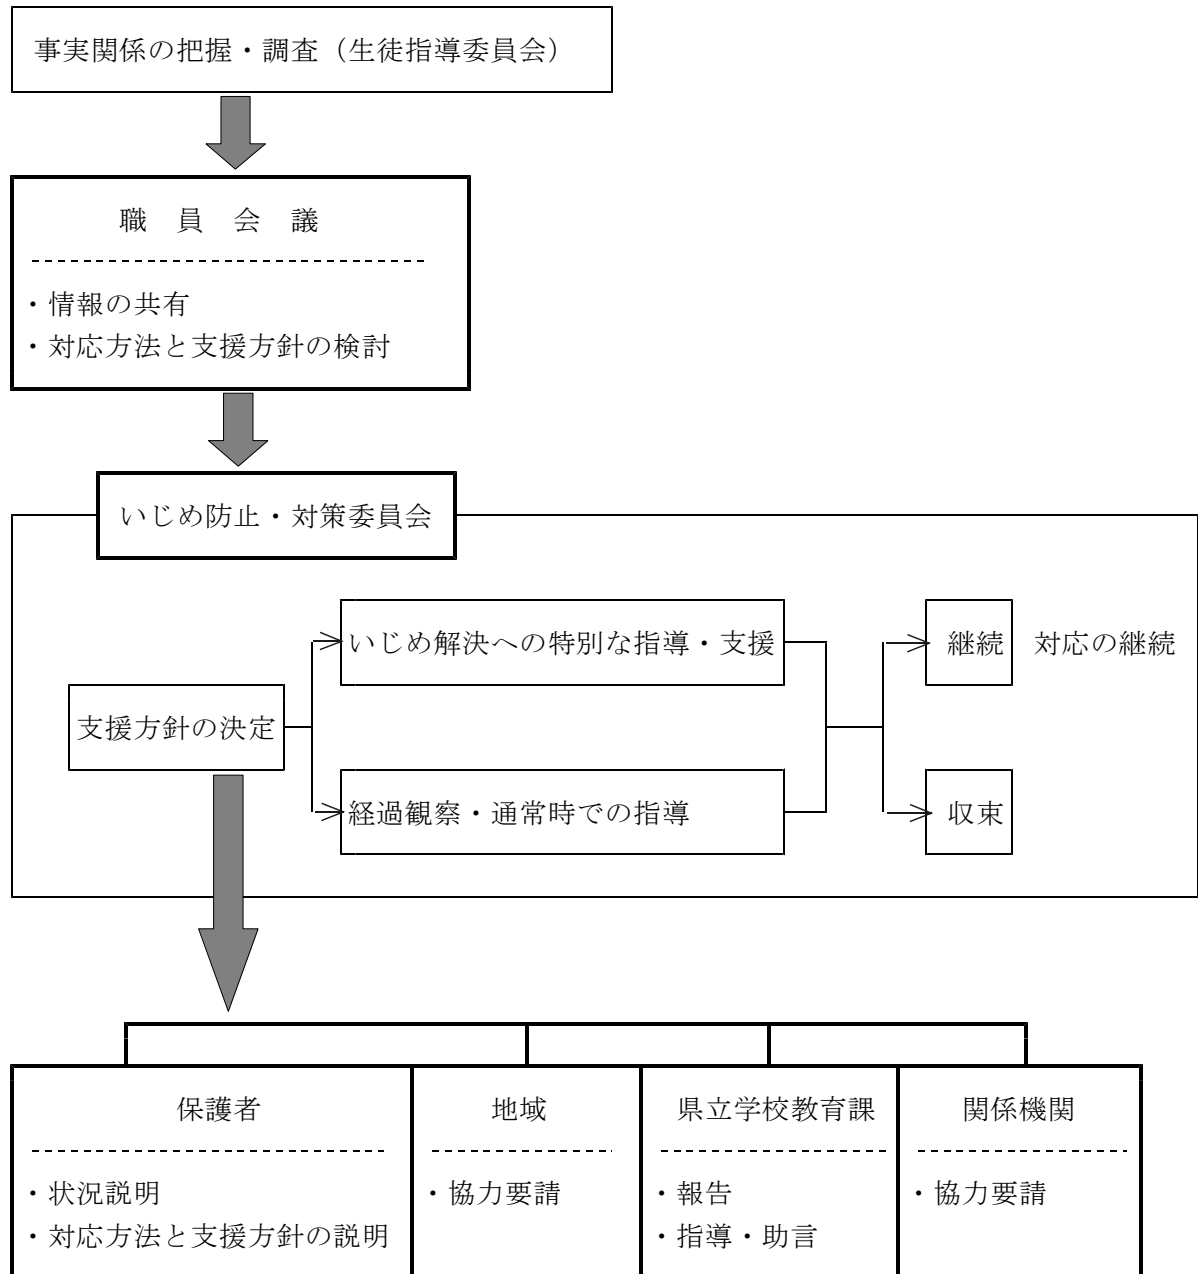 事実関係の把握・調査（生徒指導委員会）
職　員　会　議
・情報の共有
・対応方法と支援方針の検討
いじめ防止・対策委員会
いじめ解決への特別な指導・支援
継続　対応の継続
支援方針の決定
経過観察・通常時での指導
収束
保護者
・状況説明
・対応方法と支援方針の説明
地域
・協力要請
県立学校教育課
・報告
・指導・助言
関係機関
・協力要請